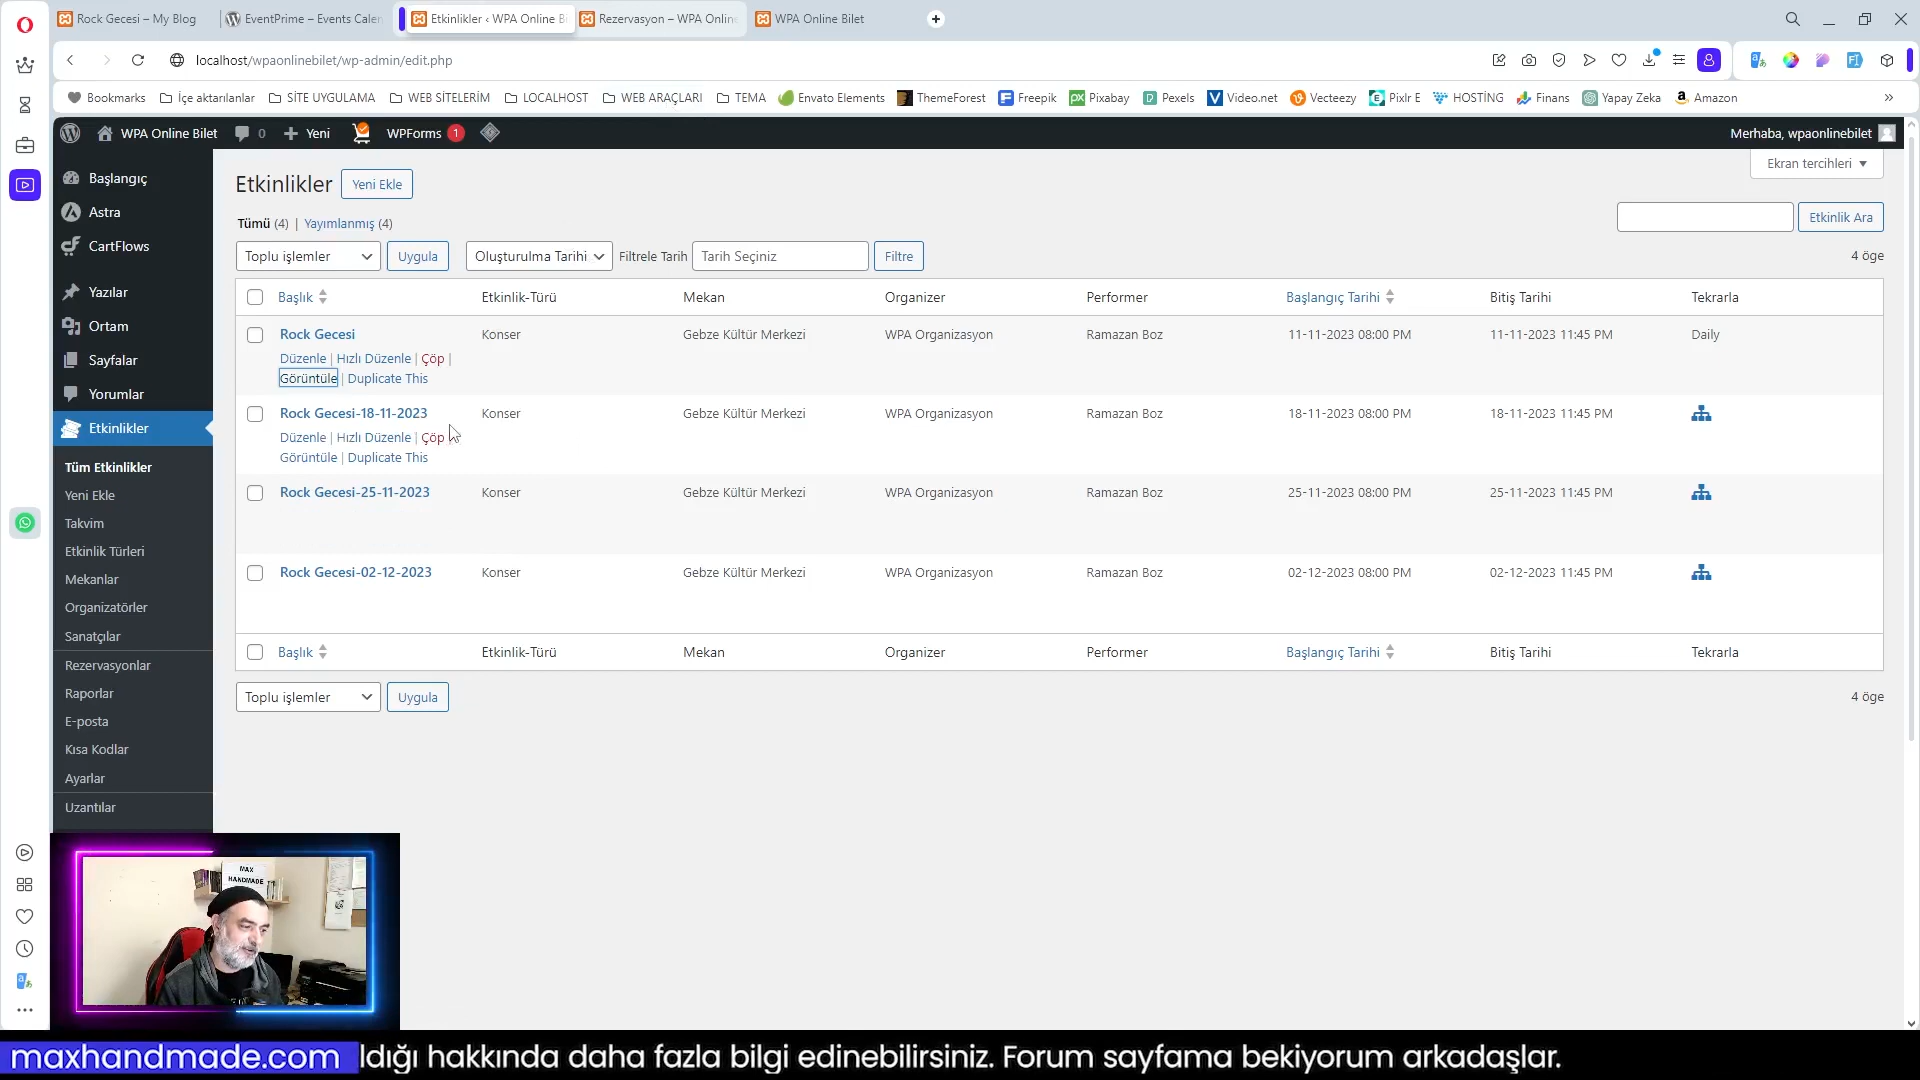 Rock Gecesi – My Blog
EventPrime – Events Calen
Etkinlikler ‹ WPA Online Bi
Rezervasyon – WPA Online
WPA Online Bilet
localhost/wpaonlinebilet/wp-admin/edit.php
Bookmarks
İçe aktarılanlar
SİTE UYGULAMA
WEB SİTELERİM
LOCALHOST
WEB ARAÇLARI
TEMA
Envato Elements
ThemeForest
Freepik
Pixabay
Pexels
Video.net
Vecteezy
Pixlr E
HOSTİNG
Finans
Yapay Zeka
Amazon
WPA Online Bilet
0
Yeni
WPForms 1
Merhaba, wpaonlinebilet
Ekran tercihleri
Başlangıç
Astra
CartFlows
Yazılar
Ortam
Sayfalar
Yorumlar
Etkinlikler
Tüm Etkinlikler
Yeni Ekle
Takvim
Etkinlik Türleri
Mekanlar
Organizatörler
Sanatçılar
Rezervasyonlar
Raporlar
E-posta
Kısa Kodlar
Ayarlar
Uzantılar
Etkinlikler Yeni Ekle
Tümü (4) | Yayımlanmış (4)
Etkinlik Ara
Toplu işlemler Uygula Oluşturulma Tarihi Filtrele Tarih Tarih Seçiniz Filtre 4 öge
Başlık Etkinlik-Türü Mekan Organizer Performer Başlangıç Tarihi Bitiş Tarihi Tekrarla
Rock Gecesi Konser Gebze Kültür Merkezi WPA Organizasyon Ramazan Boz 11-11-2023 08:00 PM 11-11-2023 11:45 PM Daily
Düzenle | Hızlı Düzenle | Çöp |
Görüntüle | Duplicate This
Rock Gecesi-18-11-2023 Konser Gebze Kültür Merkezi WPA Organizasyon Ramazan Boz 18-11-2023 08:00 PM 18-11-2023 11:45 PM
Düzenle | Hızlı Düzenle | Çöp |
Görüntüle | Duplicate This
Rock Gecesi-25-11-2023 Konser Gebze Kültür Merkezi WPA Organizasyon Ramazan Boz 25-11-2023 08:00 PM 25-11-2023 11:45 PM
Rock Gecesi-02-12-2023 Konser Gebze Kültür Merkezi WPA Organizasyon Ramazan Boz 02-12-2023 08:00 PM 02-12-2023 11:45 PM
Başlık Etkinlik-Türü Mekan Organizer Performer Başlangıç Tarihi Bitiş Tarihi Tekrarla
Toplu işlemler Uygula 4 öge
MAX
HANDMADE
maxhandmade.com ldığı hakkında daha fazla bilgi edinebilirsiniz. Forum sayfama bekiyorum arkadaşlar.